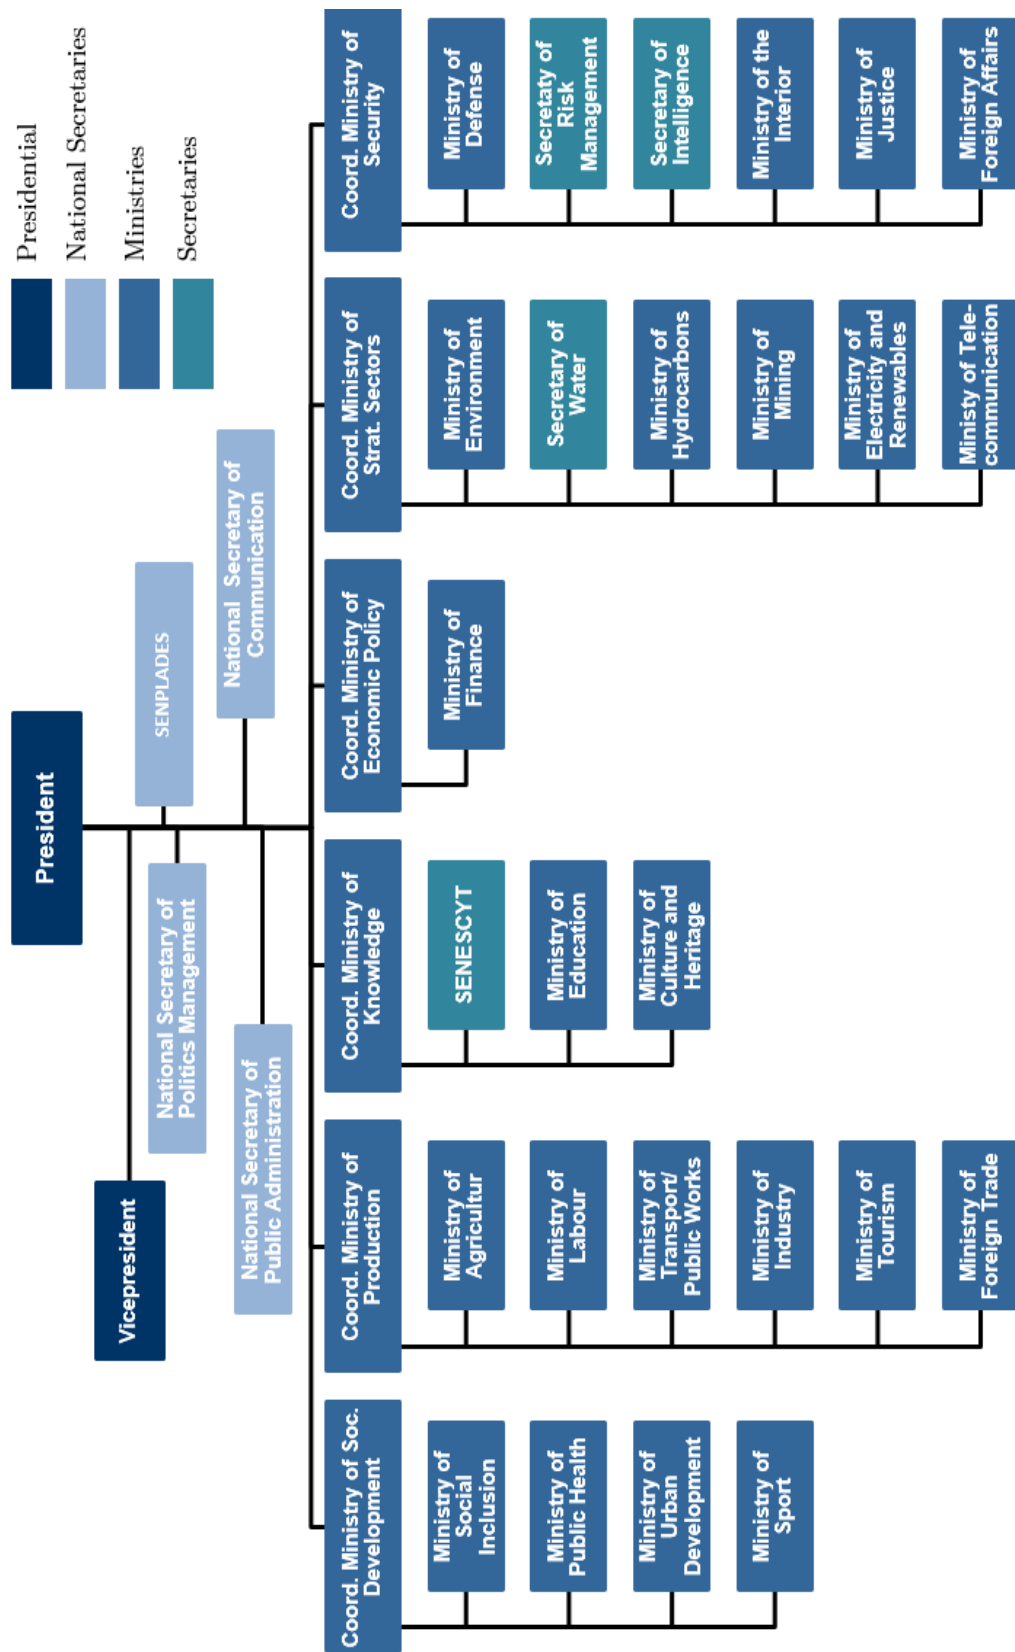 President
Presidential
National Secretaries
Ministries
Secretaries
Vicepresident
SENPLADES
National Secretary of
Politics Management
National  Secretary of
Communication
National Secretary of
Public Administration
Coord. Ministry of Soc.
Development
Ministry of
Social
Inclusion
Ministry of
Public Health
Ministry of
Urban
Development
Ministry of
Sport
Coord. Ministry of
Production
Ministry of
Agricultur
Ministry of
Labour
Ministry of
Transport/
Public Works
Ministry of
Industry
Ministry of
Tourism
Ministry of
Foreign Trade
Coord. Ministry of
Knowledge
SENESCYT
Ministry of
Education
Ministry of
Culture and
Heritage
Coord. Ministry of
Economic Policy
Ministry of
Finance
Coord. Ministry of
Strat. Sectors
Ministry of
Environment
Secretary of
Water
Ministry of
Hydrocarbons
Ministry of
Mining
Ministry of
Electricity and
Renewables
Ministy of Tele-
communication
Coord. Ministry of
Security
Ministry of
Defense
Secretaty of
Risk
Management
Secretary of
Intelligence
Ministry of the
Interior
Ministry of
Justice
Ministry of
Foreign Affairs